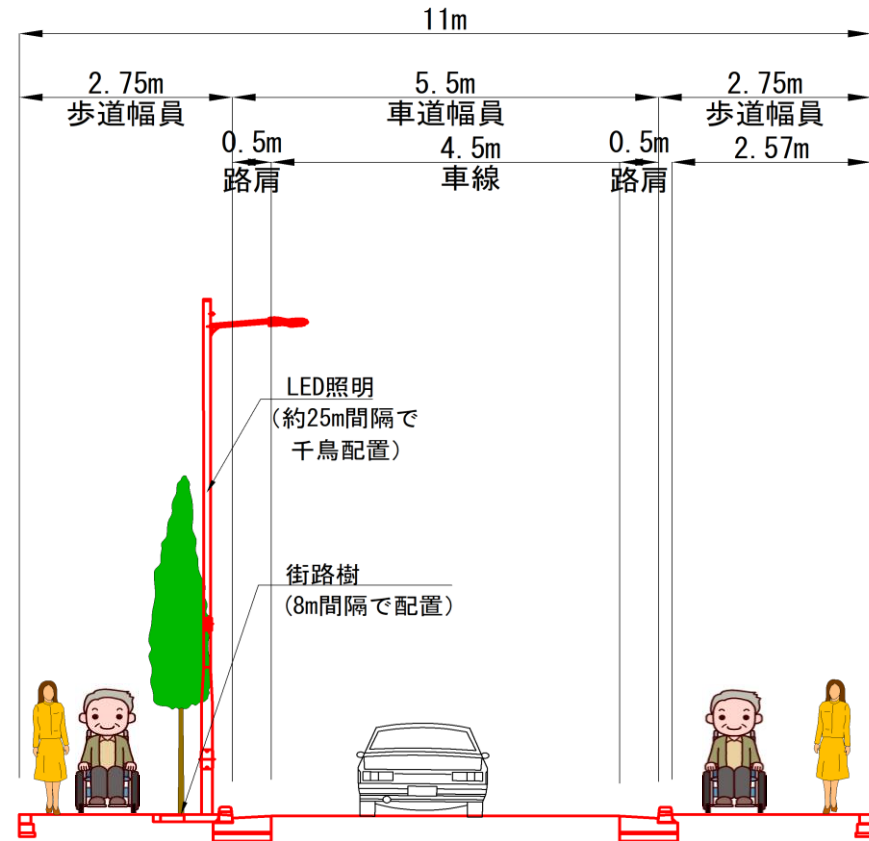 11m
2.75m
5.5m
2.75m
歩道幅員
車道幅員
歩道幅員
0.5m
4.5m
0.5m
2.57m
路肩
車線
路肩
LED照明
(約25m間隔で
千鳥配置)
街路樹
(8m間隔で配置)